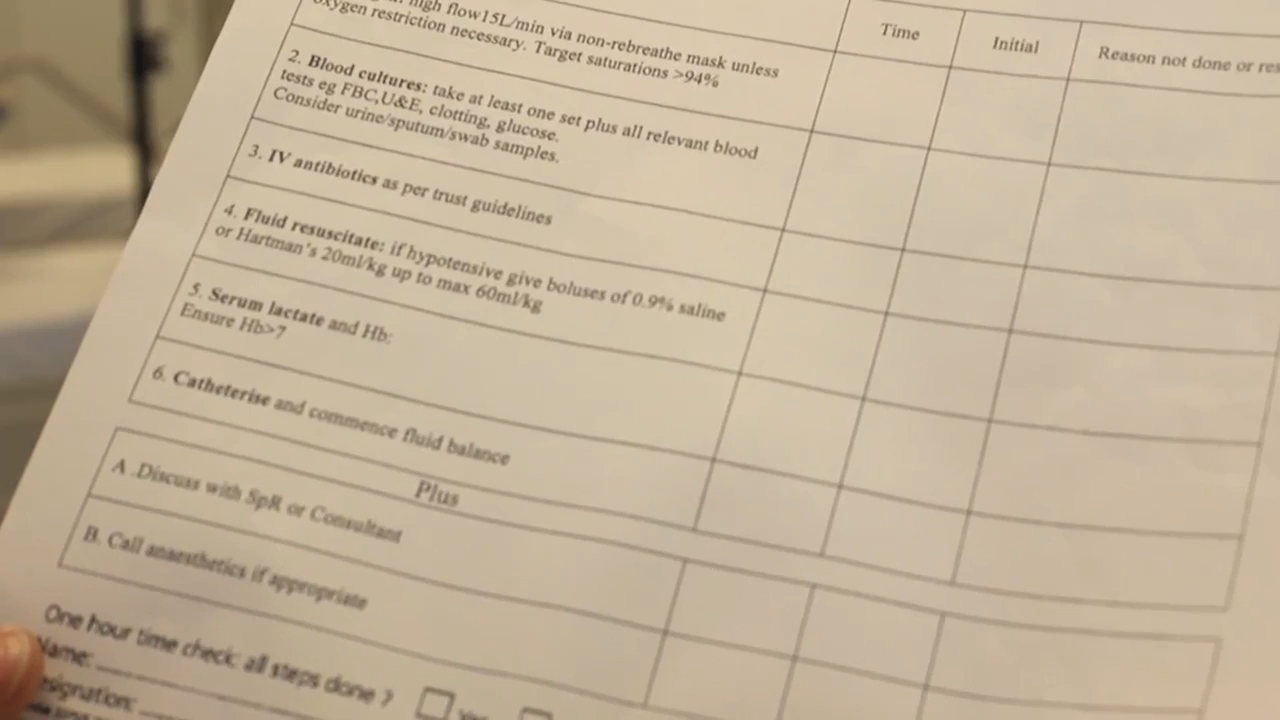 high flow15L/min via non-rebreathe mask unless
oxygen restriction necessary. Target saturations >94%
Time
Initial
Reason not done or
2. Blood cultures: take at least one set plus all relevant blood
tests eg FBC,U&E, clotting, glucose.
Consider urine/sputum/swab samples.
3. IV antibiotics as per trust guidelines
4. Fluid resuscitate: if hypotensive give boluses of 0.9% saline
or Hartman's 20ml/kg up to max 60ml/kg
5. Serum lactate and Hb:
Ensure Hb>7
6. Catheterise and commence fluid balance
Plus
A .Discuss with SpR or Consultant
B. Call anaesthetics if appropriate
One hour time check: all steps done ?
Name: